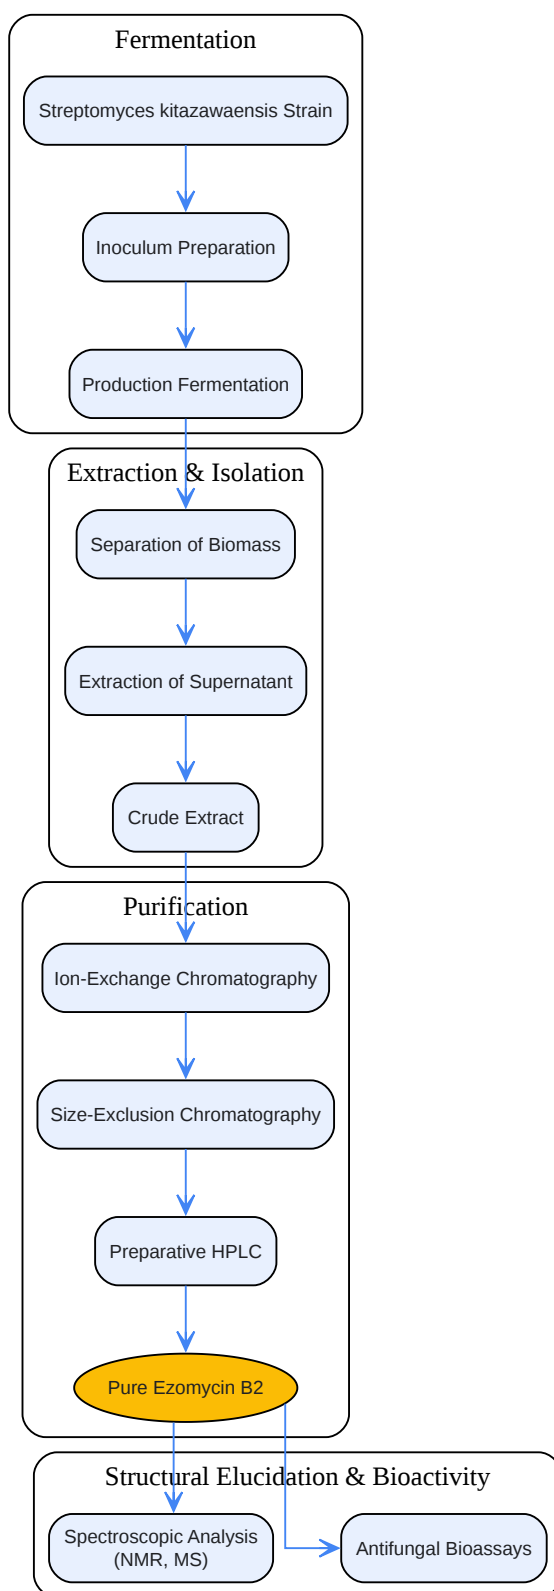 Fermentation
Streptomyces kitazawaensis Strain
Inoculum Preparation
Production Fermentation
Extraction & Isolation
Separation of Biomass
Extraction of Supernatant
Crude Extract
Purification
Ion-Exchange Chromatography
Size-Exclusion Chromatography
Preparative HPLC
Pure Ezomycin B2
Structural Elucidation & Bioactivity
Spectroscopic Analysis
(NMR, MS)
Antifungal Bioassays